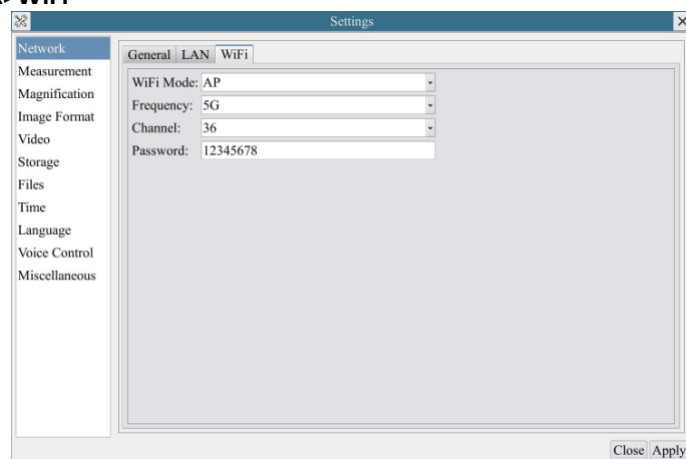 > WiFi
Settings
Network
Measurement
Magnification
Image Format
Video
Storage
Files
Time
Language
Voice Control
Miscellaneous
General LAN WiFi
WiFi Mode: AP
Frequency: 5G
Channel: 36
Password: 12345678
Close Apply